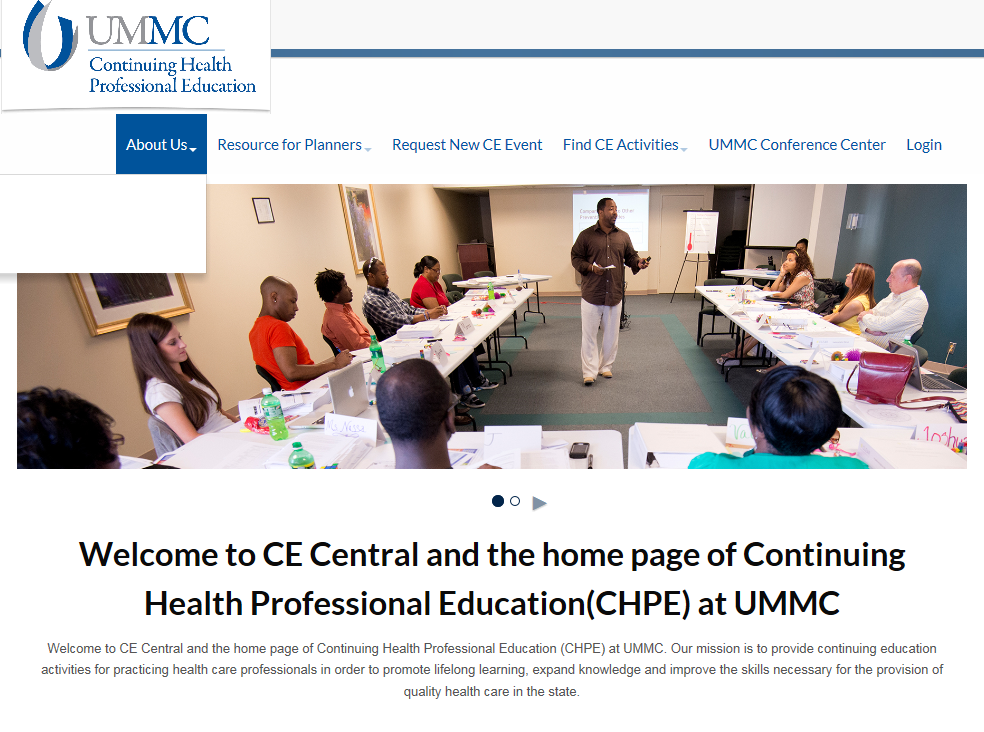 UMMC
Continuing Health
Professional Education
About Us
Resource for Planners
Request New CE Event
Find CE Activities
UMMC Conference Center
Login
Welcome to CE Central and the home page of Continuing
Health Professional Education(CHPE) at UMMC
Welcome to CE Central and the home page of Continuing Health Professional Education (CHPE) at UMMC. Our mission is to provide continuing education
activities for practicing health care professionals in order to promote lifelong learning, expand knowledge and improve the skills necessary for the provision of
quality health care in the state.